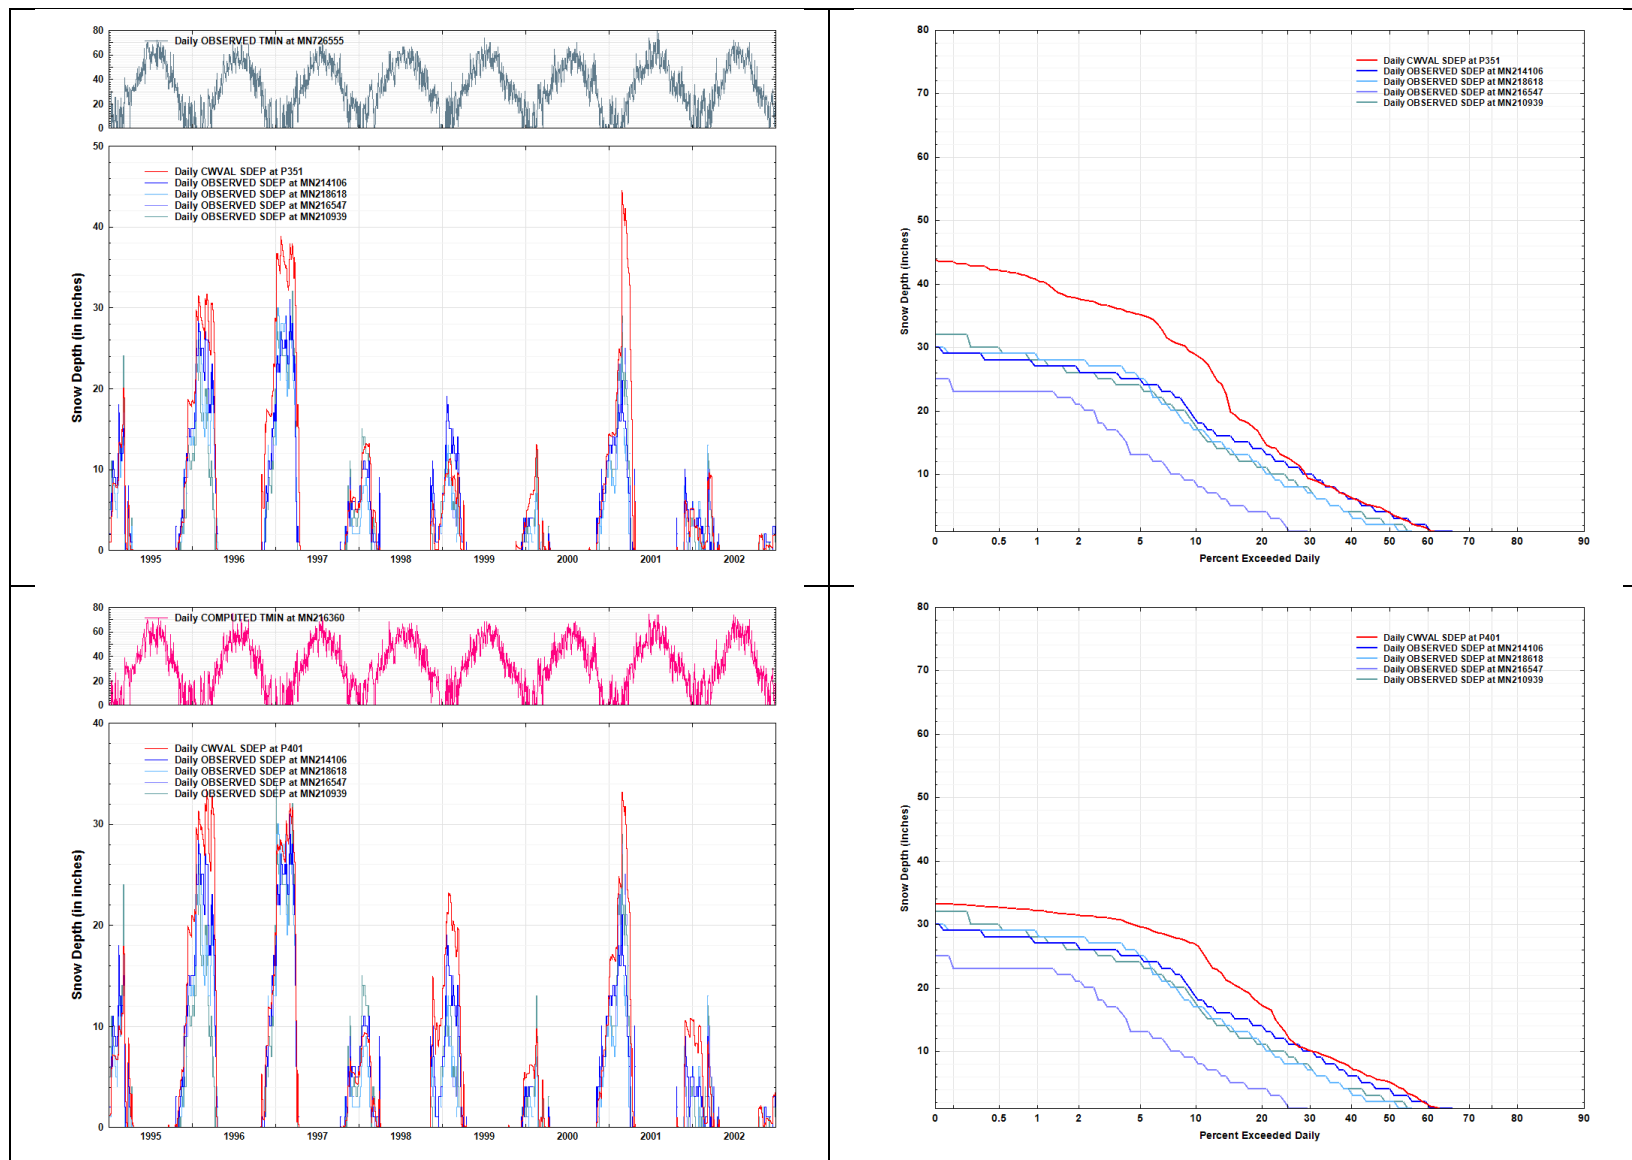 80
60
40
20
0
Daily OBSERVED TMIN at MN726555
50
40
30
20
10
0
Snow Depth (in inches)
Daily CWVAL SDEP at P351
Daily OBSERVED SDEP at MN214106
Daily OBSERVED SDEP at MN218618
Daily OBSERVED SDEP at MN216547
Daily OBSERVED SDEP at MN210939
1995 1996 1997 1998 1999 2000 2001 2002
80
70
60
50
40
30
20
10
Snow Depth (inches)
Daily CWVAL SDEP at P351
Daily OBSERVED SDEP at MN214106
Daily OBSERVED SDEP at MN218618
Daily OBSERVED SDEP at MN216547
Daily OBSERVED SDEP at MN210939
0 0.5 1 2 5 10 20 30 40 50 60 70 80 90
Percent Exceeded Daily
80
60
40
20
0
Daily COMPUTED TMIN at MN216360
40
30
20
10
0
Snow Depth (in inches)
Daily CWVAL SDEP at P401
Daily OBSERVED SDEP at MN214106
Daily OBSERVED SDEP at MN218618
Daily OBSERVED SDEP at MN216547
Daily OBSERVED SDEP at MN210939
1995 1996 1997 1998 1999 2000 2001 2002
80
70
60
50
40
30
20
10
Snow Depth (inches)
Daily CWVAL SDEP at P401
Daily OBSERVED SDEP at MN214106
Daily OBSERVED SDEP at MN218618
Daily OBSERVED SDEP at MN216547
Daily OBSERVED SDEP at MN210939
0 0.5 1 2 5 10 20 30 40 50 60 70 80 90
Percent Exceeded Daily